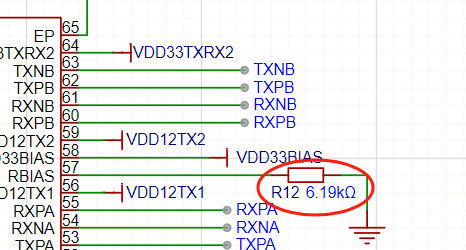 EP 65
3TXRX2 64 VDD33TXRX2
TXNB 63 TXNB
TXPB 62 TXPB
RXNB 61 RXNB
RXPB 60 RXPB
D12TX2 59 VDD12TX2
33BIAS 58 VDD33BIAS
RBIAS 57
R12 6.19kΩ
D12TX1 56 VDD12TX1
RXPA 55 RXPA
RXNA 54 RXNA
TXPA 53 TXPA